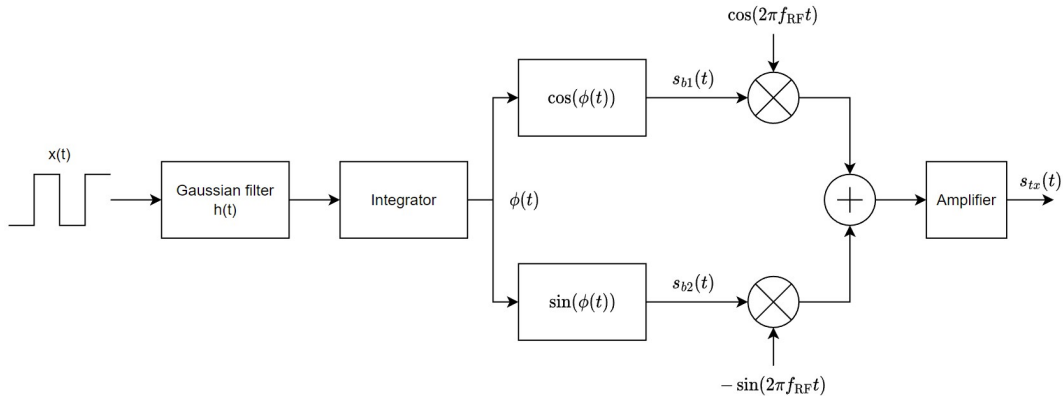 cos(2πf_RF t)
cos(ϕ(t))
s_b1(t)
x(t)
Gaussian filter
h(t)
Integrator
ϕ(t)
Amplifier
s_tx(t)
sin(ϕ(t))
s_b2(t)
− sin(2πf_RF t)